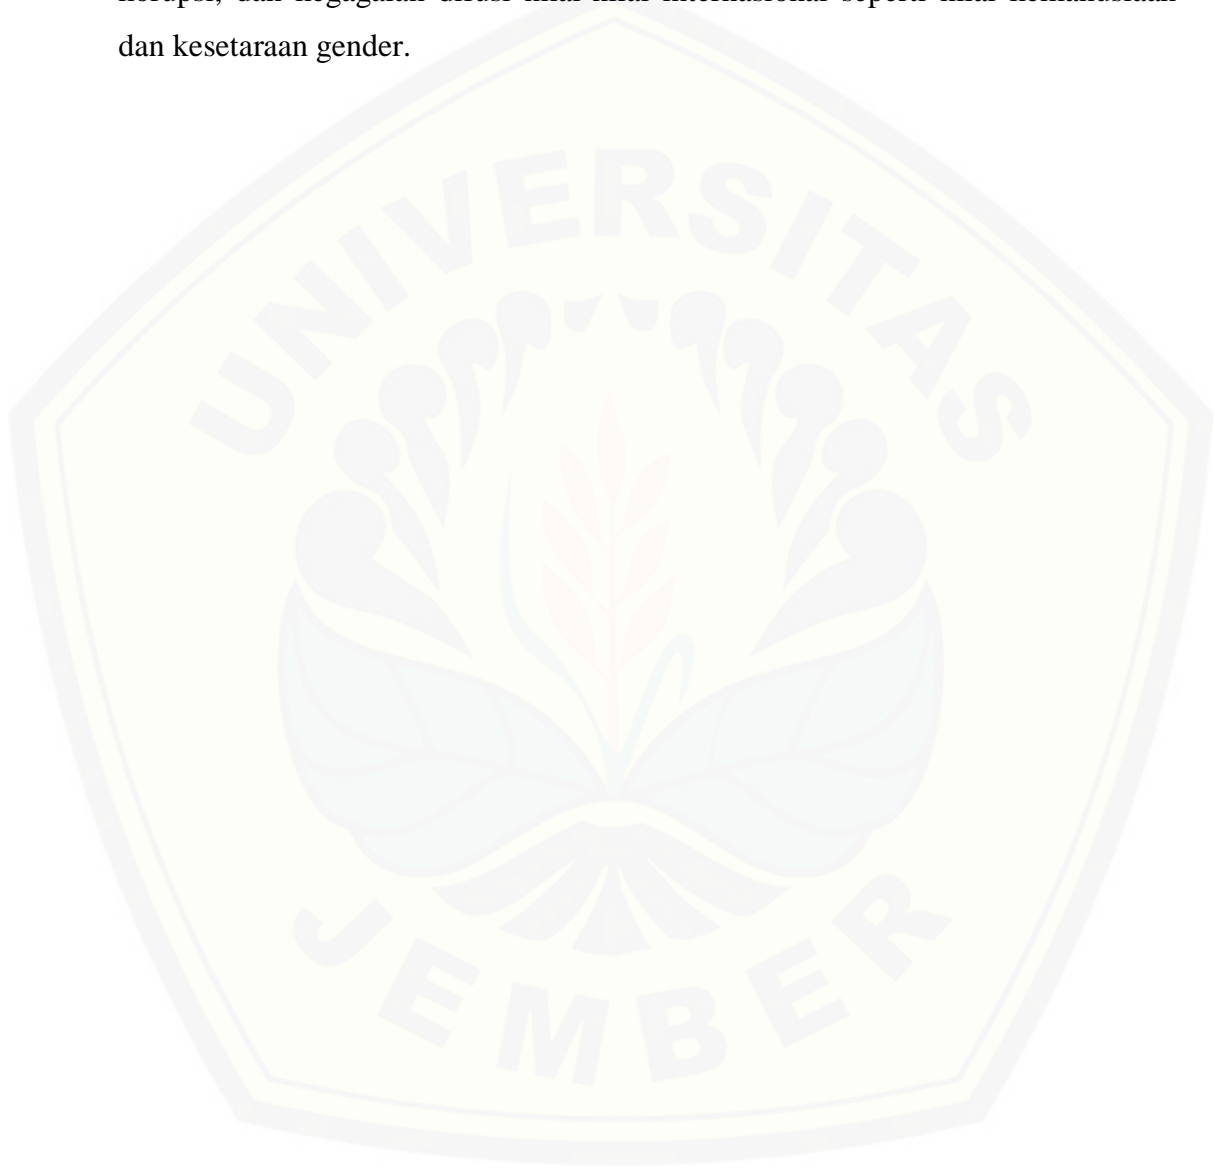 korupsi, dan kegagalan difusi nilai-nilai internasional seperti nilai kemanusiaan
dan kesetaraan gender.
UNIVERSITAS
JEMBER